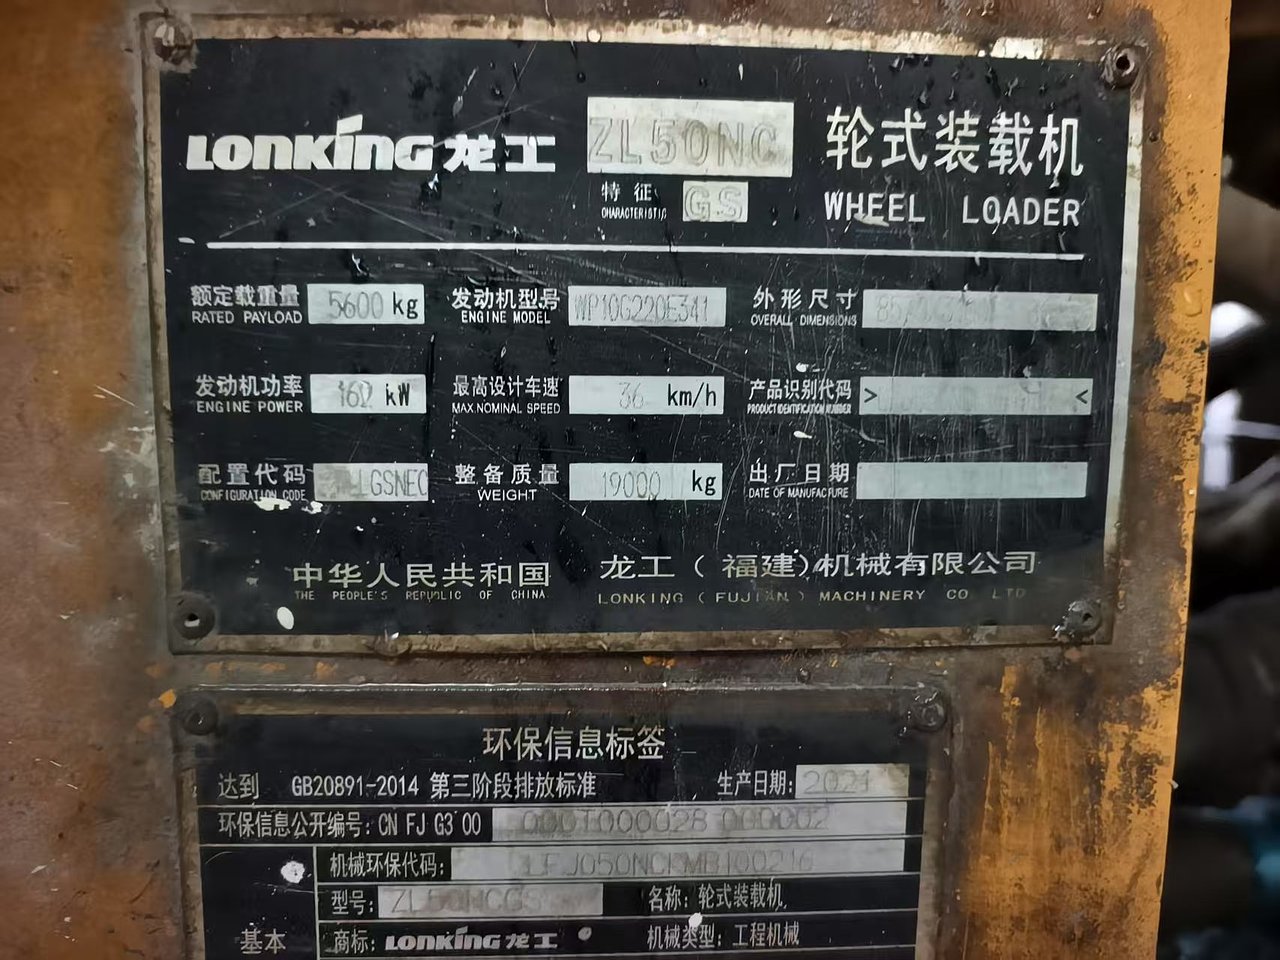 LONKING 龙工 ZL50NC 轮式装载机
特征 GS
CHARACTERISTIC WHEEL LOADER
额定载重量 5600 kg 发动机型号 WP10G220E341 外形尺寸
RATED PAYLOAD ENGINE MODEL OVERALL DIMENSIONS
发动机功率 162 kW 最高设计车速 36 km/h 产品识别代码 > <
ENGINE POWER MAX NOMINAL SPEED PRODUCT IDENTIFICATION NUMBER
配置代码 LGSNEC 整备质量 19000 kg 出厂日期
CONFIGURATION CODE WEIGHT DATE OF MANUFACTURE
中华人民共和国 龙工(福建)机械有限公司
THE PEOPLE'S REPUBLIC OF CHINA LONKING (FUJIAN) MACHINERY CO LTD
环保信息标签
达到 GB20891-2014 第三阶段排放标准 生产日期: 2021
环保信息公开编号: CN FJ G3 00 0001000028 000002
机械环保代码:
型号: ZL50NCGS 名称: 轮式装载机
基本 商标: LONKING 龙工 机械类型: 工程机械